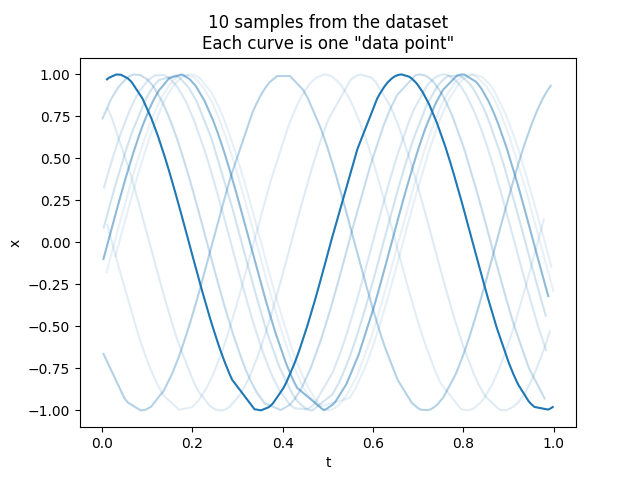 10 samples from the dataset
Each curve is one "data point"
1.00
0.75
0.50
0.25
0.00
−0.25
−0.50
−0.75
−1.00
x
0.0 0.2 0.4 0.6 0.8 1.0
t